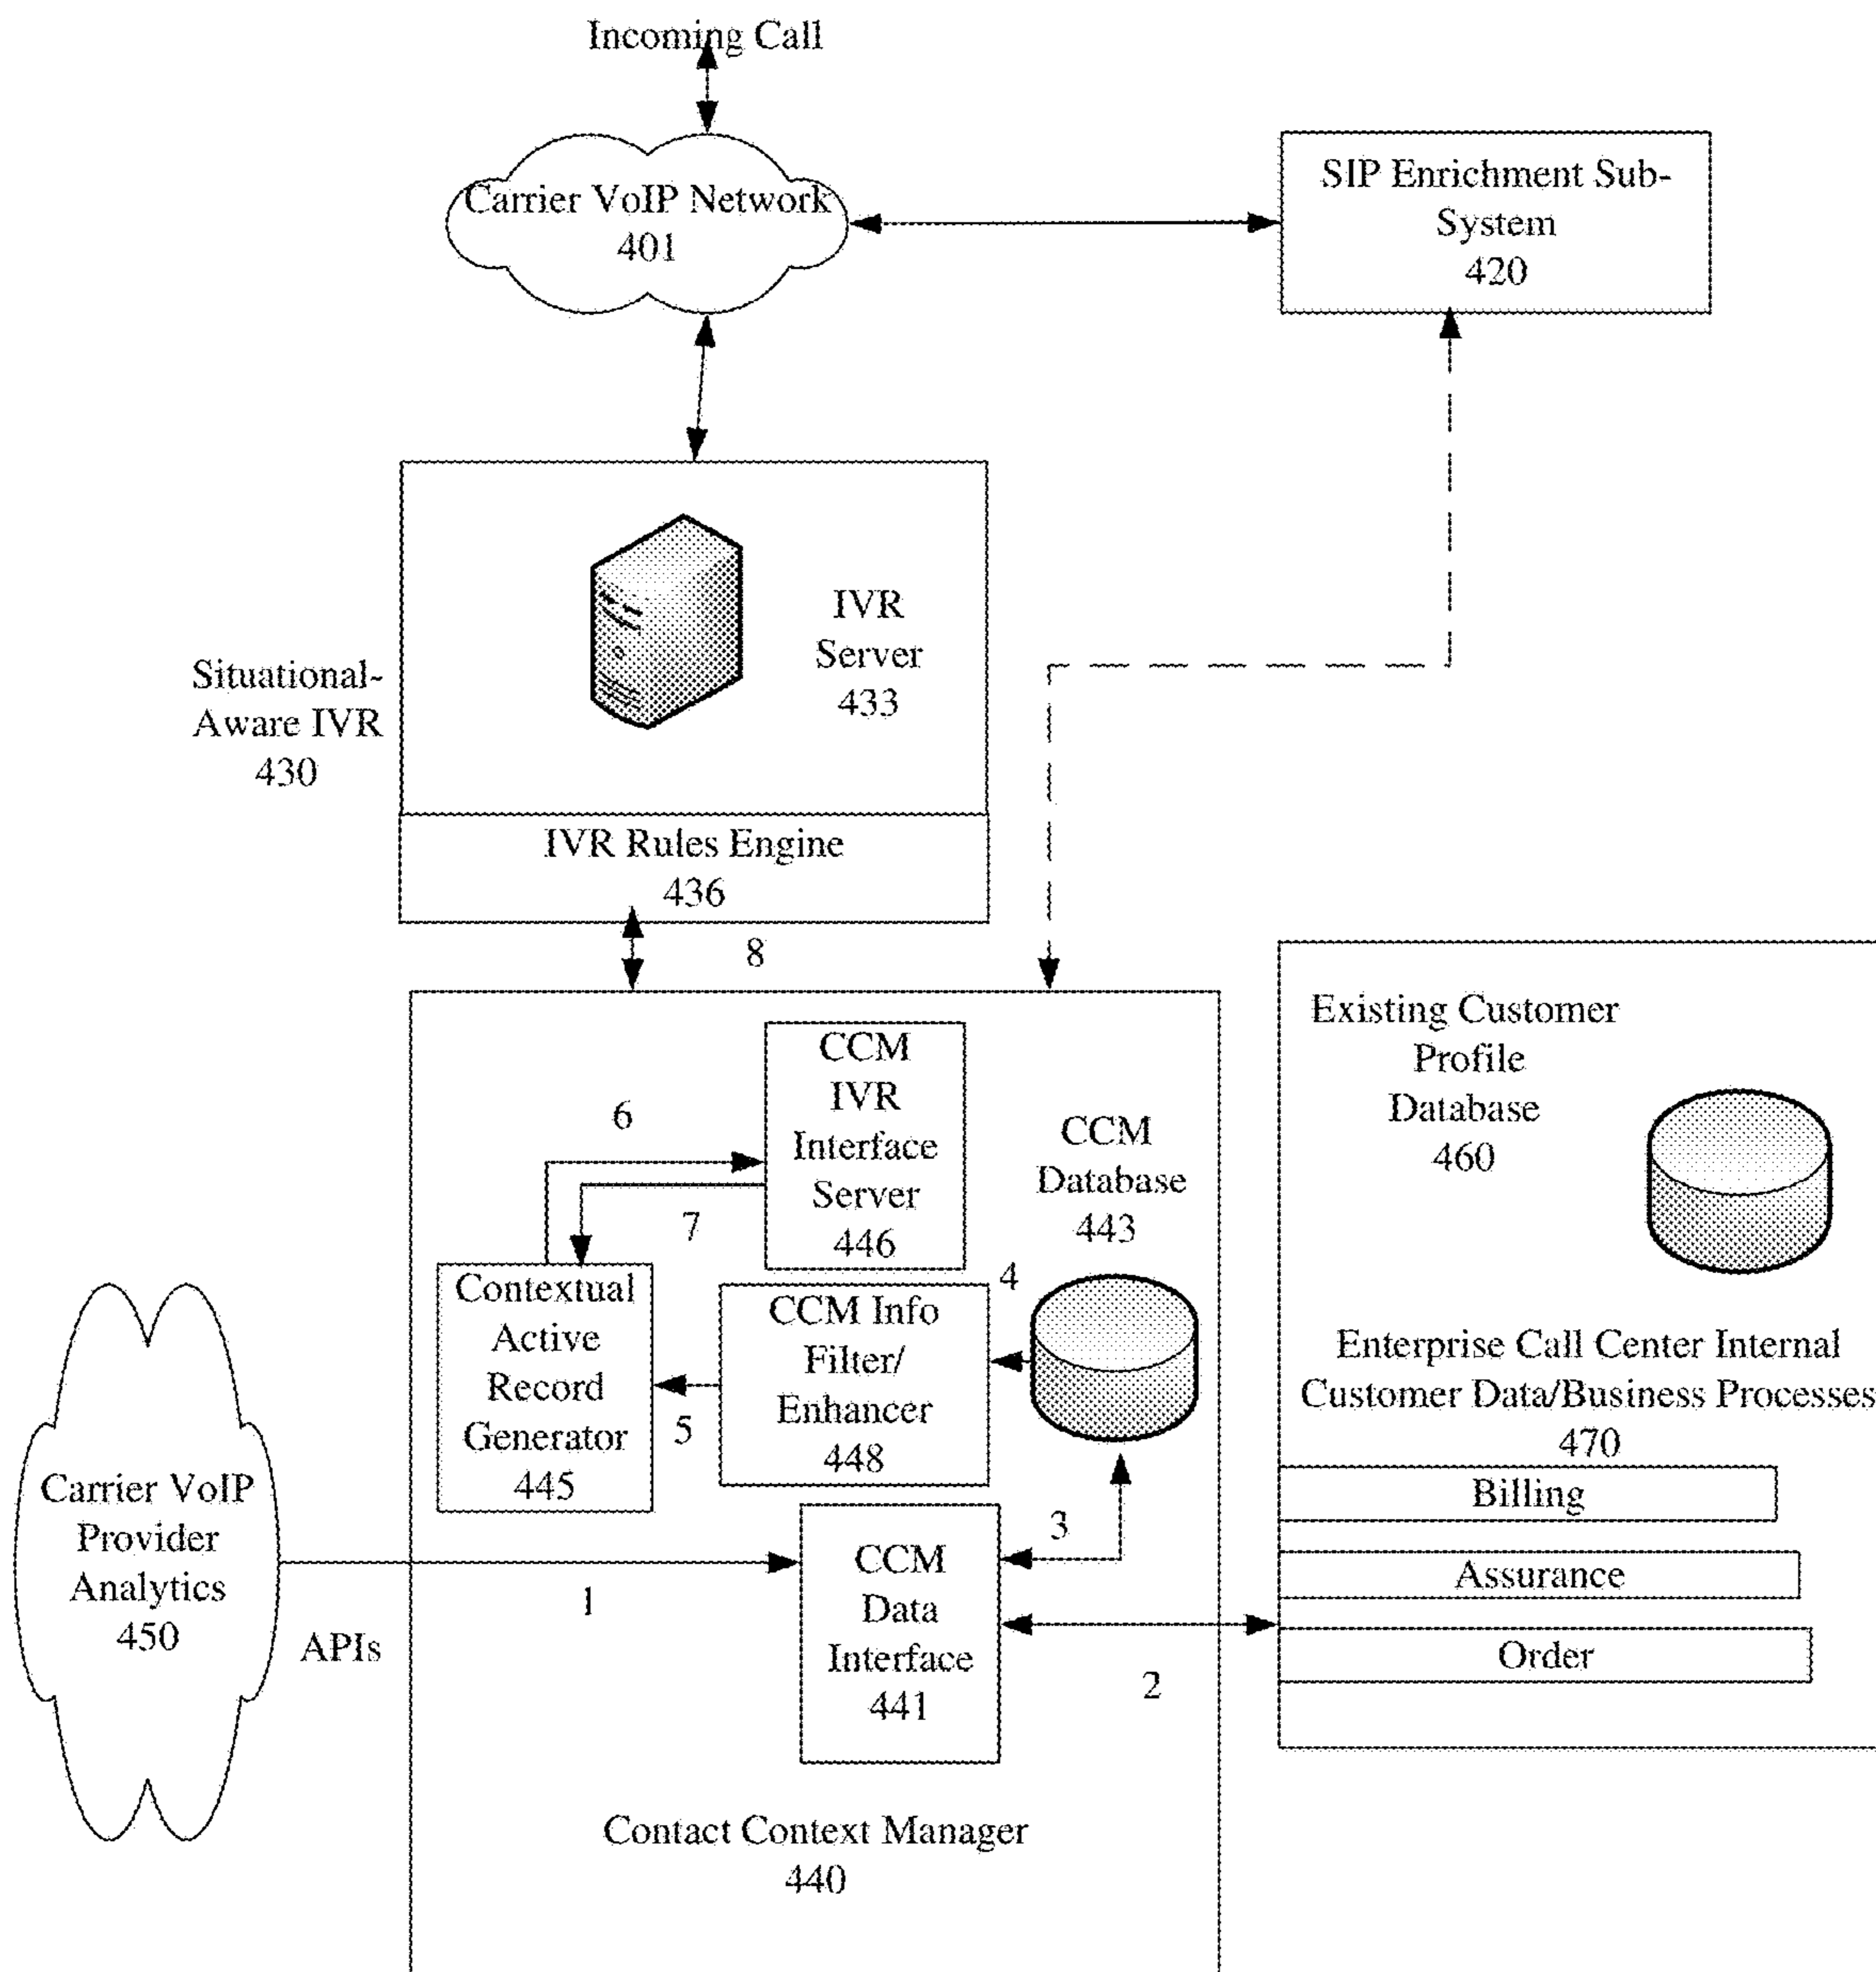 Incoming Call
Carrier VoIP Network
401
SIP Enrichment Sub-
System
420
IVR
Server
433
Situational-
Aware IVR
430
IVR Rules Engine
436
8
CCM
IVR
Interface
Server
446
6
7
CCM
Database
443
4
Existing Customer
Profile
Database
460
Contextual
Active
Record
Generator
445
5
CCM Info
Filter/
Enhancer
448
Enterprise Call Center Internal
Customer Data/Business Processes
470
Billing
Assurance
Order
Carrier VoIP
Provider
Analytics
450
APIs
1
3
CCM
Data
Interface
441
2
Contact Context Manager
440